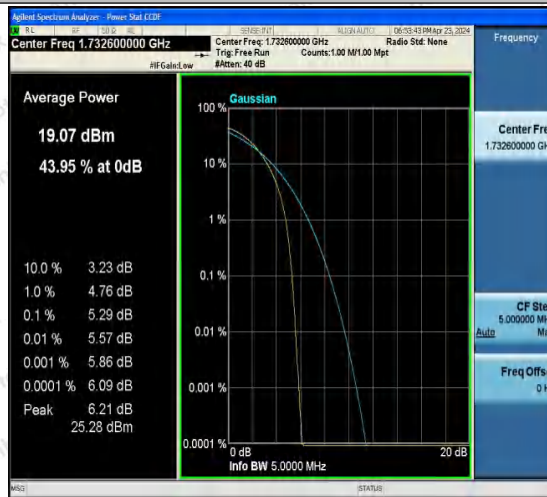 Agilent Spectrum Analyzer - Power Stat CCDF
RL RF 50 Ω AC SENSE:INT ALIGN AUTO 06:53:43 PM Apr 23, 2024
Center Freq 1.732600000 GHz
Center Freq: 1.732600000 GHz Radio Std: None
Trig: Free Run Counts:1.00 M/1.00 Mpt
#IFGain:Low #Atten: 40 dB
Frequency
Average Power
19.07 dBm
43.95 % at 0dB
10.0 % 3.23 dB
1.0 % 4.76 dB
0.1 % 5.29 dB
0.01 % 5.57 dB
0.001 % 5.86 dB
0.0001 % 6.09 dB
Peak 6.21 dB
25.28 dBm
Gaussian
100 %
10 %
1 %
0.1 %
0.01 %
0.001 %
0.0001 %
0 dB 20 dB
Info BW 5.0000 MHz
Center Fre
1.732600000 GH
CF Ste
5.000000 MH
Auto Ma
Freq Offs
0 H
MSG STATUS